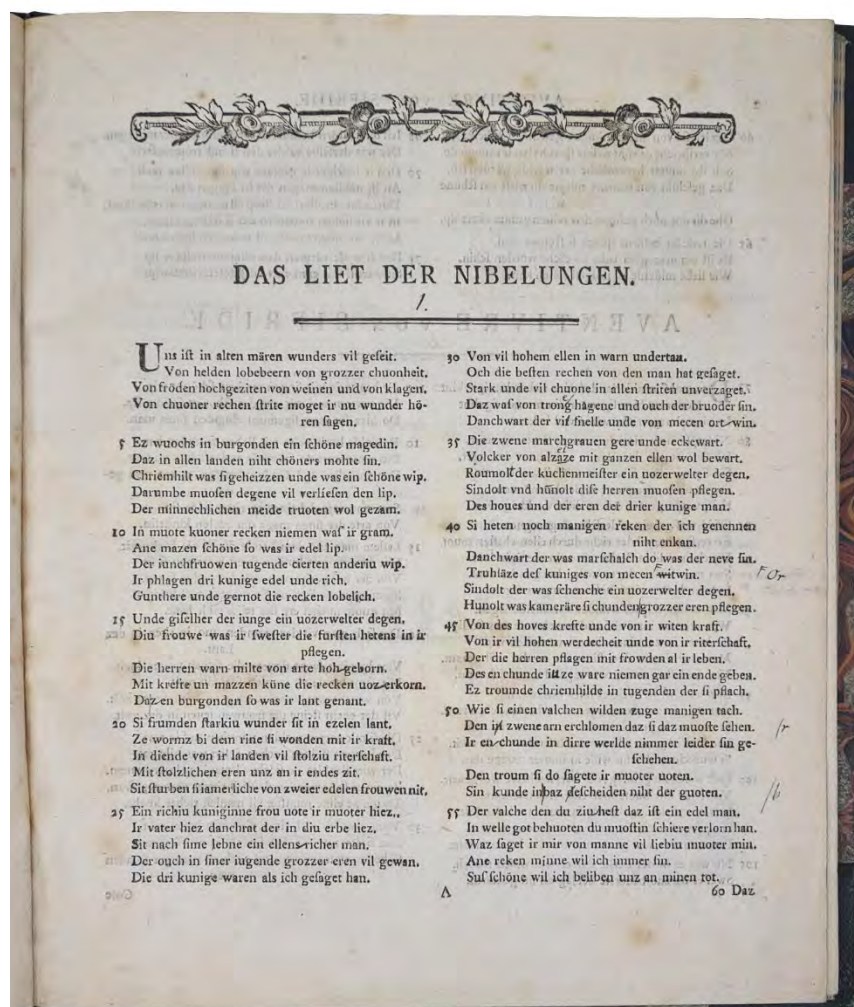 DAS LIET DER NIBELUNGEN.
1.
Uns iſt in alten mären wunders vil geſeit.
Von helden lobebeern von grozzer chuonheit.
Von fröden hochgeziten von weinen und von klagen.
Von chuoner rechen ſtrite moget ir nu wunder hö-
ren ſagen.
5 Ez wuochs in burgonden ein ſchöne magedin.
Daz in allen landen niht chöners mohte ſin.
Chriemhilt was ſi geheizzen unde was ein ſchöne wip.
Darumbe muoſen degene vil verlieſen den lip.
Der minnechlichen meide truoten wol gezam.
10 In muote kuoner recken niemen waſ ir gram.
Ane mazen ſchöne ſo was ir edel lip.
Der iunchfruowen tugende cierten anderiu wip.
Ir phlagen dri kunige edel unde rich.
Gunthere unde gernot die recken lobelich.
15 Unde giſelher der iunge ein uozerwelter degen.
Diu frouwe was ir ſweſter die furſten hetens in ir
pflegen.
Die herren warn milte von arte hoh geborn.
Mit krefte un mazzen küne die recken uoz erkorn.
Daz en burgonden ſo was ir lant genant.
20 Si frumden ſtarkiu wunder ſit in ezelen lant.
Ze wormz bi dem rine ſi wonden mit ir kraft.
In diende von ir landen vil ſtolziu riterſchaft.
Mit ſtolzlichen eren unz an ir endes zit.
Sit ſturben ſi iamerliche von zweier edelen frouwen nit.
25 Ein richiu kuniginne frou uote ir muoter hiez.
Ir vater hiez danchrat der in diu erbe liez.
Sit nach ſime lebne ein ellens richer man.
Der ouch in ſiner iugende grozzer eren vil gewan.
Die dri kunige waren als ich geſaget han.
30 Von vil hohem ellen in warn undertan.
Och die beſten rechen von den man hat geſaget.
Stark unde vil chuone in allen ſtriten unverzaget.
Daz waſ von trong hagene und ouch der bruoder ſin.
Danchwart der vil ſnelle unde von mecen ort win.
35 Die zwene marchgrauen gere unde eckewart.
Volcker von alzaze mit ganzen ellen wol bewart.
Roumolt der kuchenmeiſter ein uozerwelter degen.
Sindolt vnd hünolt diſe herren muoſen pflegen.
Des houes und der eren der drier kunige man.
40 Si heten noch manigen reken der ich genennen
niht enkan.
Danchwart der was marſchalch do was der neve ſin.
Truhſäze deſ kuniges von mecen witwin. Or
Sindolt der was ſchenche ein uozerwelter degen.
Hunolt was kameräre ſi chunden grozzer eren pflegen.
45 Von des hoves krefte unde von ir witen kraft.
Von ir vil hohen werdecheit unde von ir riterſchaft.
Der die herren pflagen mit frowden al ir leben.
Des en chunde iu ze ware niemen gar ein ende geben.
Ez troumde chriemhilde in tugenden der ſi pflach.
50 Wie ſi einen valchen wilden zuge manigen tach.
Den zwene arn erchlomen daz ſi daz muoſte ſehen. /r
Ir en chunde in dirre werlde nimmer leider ſin ge-
ſchehen.
Den troum ſi do ſagete ir muoter uoten.
Sin kunde in baz beſcheiden niht der guoten. /b
55 Der valche den du ziuheſt daz iſt ein edel man.
In welle got behuoten du muoſtin ſchiere verlorn han.
Waz ſaget ir mir von manne vil liebiu muoter min.
Ane reken minne wil ich immer ſin.
Suſ ſchöne wil ich beliben unz an minen tot.
A 60 Daz